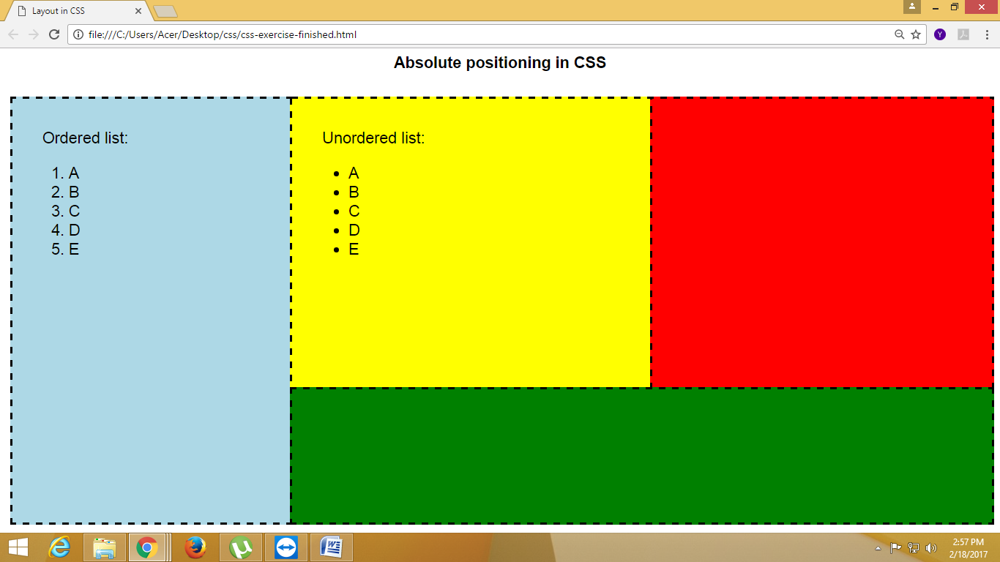 Layout in CSS
file:///C:/Users/Acer/Desktop/css/css-exercise-finished.html
Y
Absolute positioning in CSS
Ordered list:
1. A
2. B
3. C
4. D
5. E
Unordered list:
• A
• B
• C
• D
• E
2:57 PM
2/18/2017